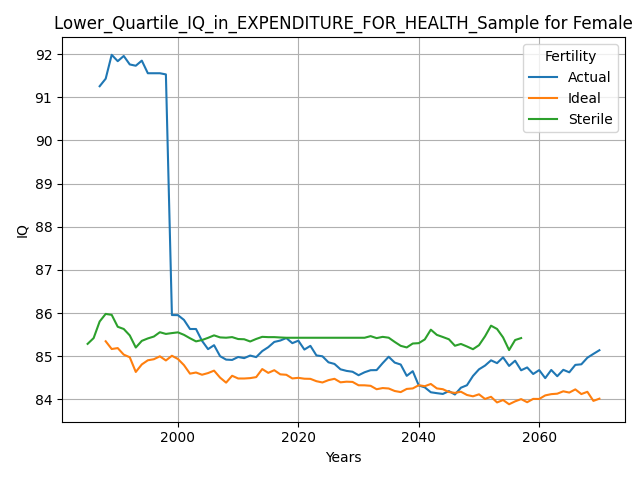 Lower_Quartile_IQ_in_EXPENDITURE_FOR_HEALTH_Sample for Female
Fertility
Actual
Ideal
Sterile
92
91
90
89
88
87
86
85
84
IQ
2000
2020
2040
2060
Years